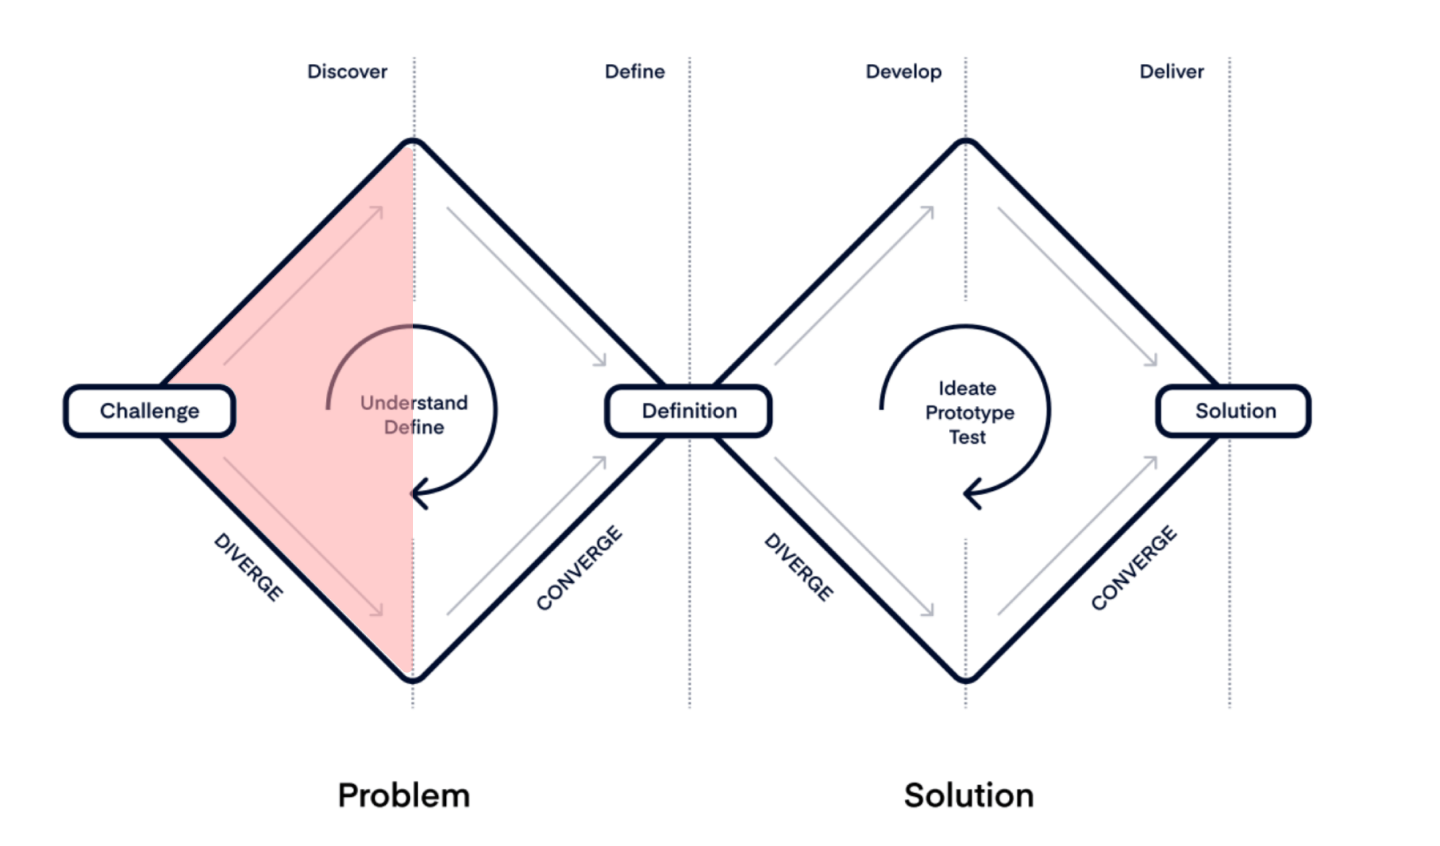 Discover
Define
Develop
Deliver
Challenge
Understand
Define
Definition
Ideate
Prototype
Test
Solution
DIVERGE
CONVERGE
DIVERGE
CONVERGE
Problem
Solution